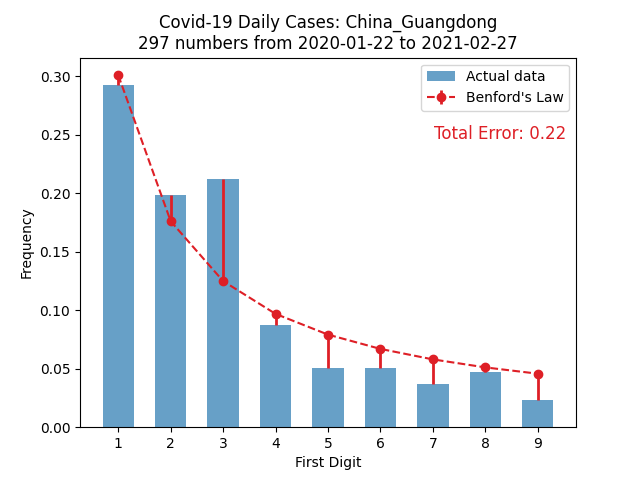 Covid-19 Daily Cases: China_Guangdong
297 numbers from 2020-01-22 to 2021-02-27
Actual data
Benford's Law
Total Error: 0.22
0.30
0.25
0.20
0.15
0.10
0.05
0.00
Frequency
1 2 3 4 5 6 7 8 9
First Digit